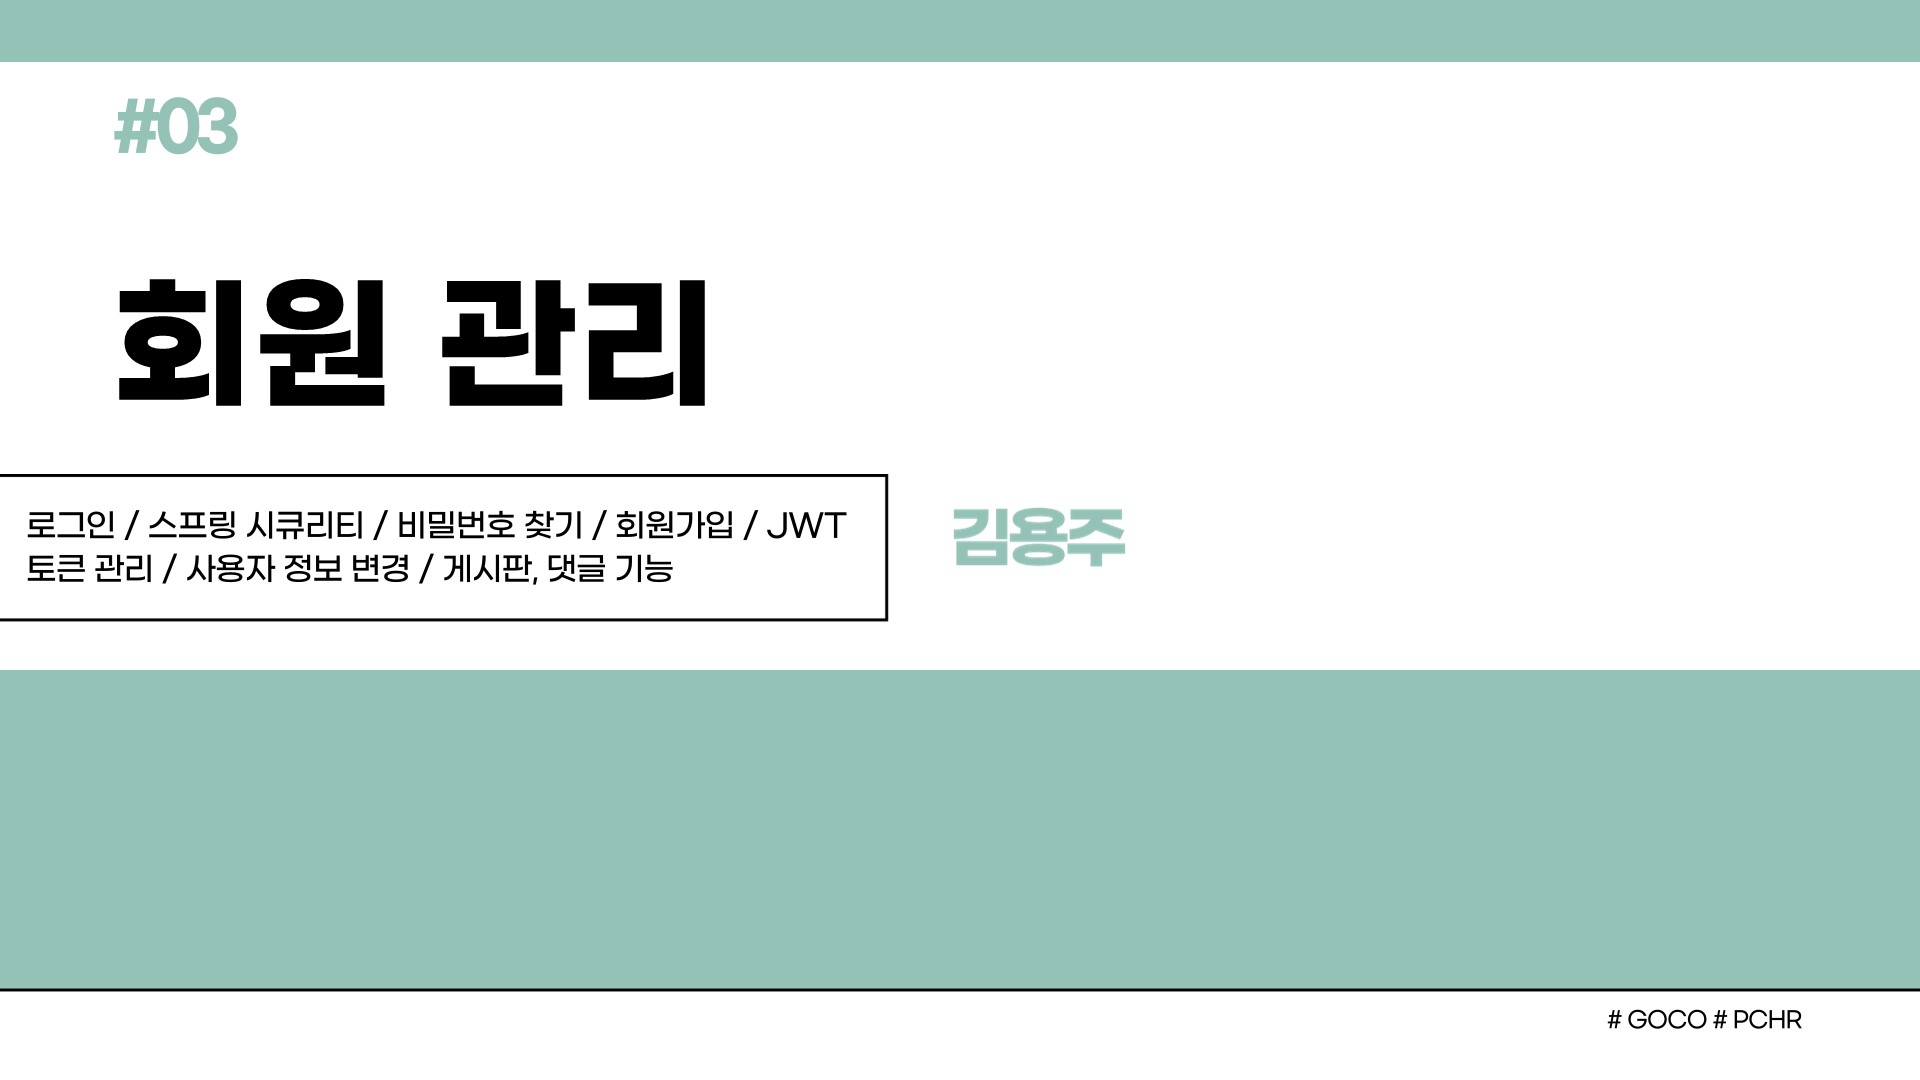 #03
회원 관리
로그인 / 스프링 시큐리티 / 비밀번호 찾기 / 회원가입 / JWT
토큰 관리 / 사용자 정보 변경 / 게시판, 댓글 기능
김용주
# GOCO # PCHR